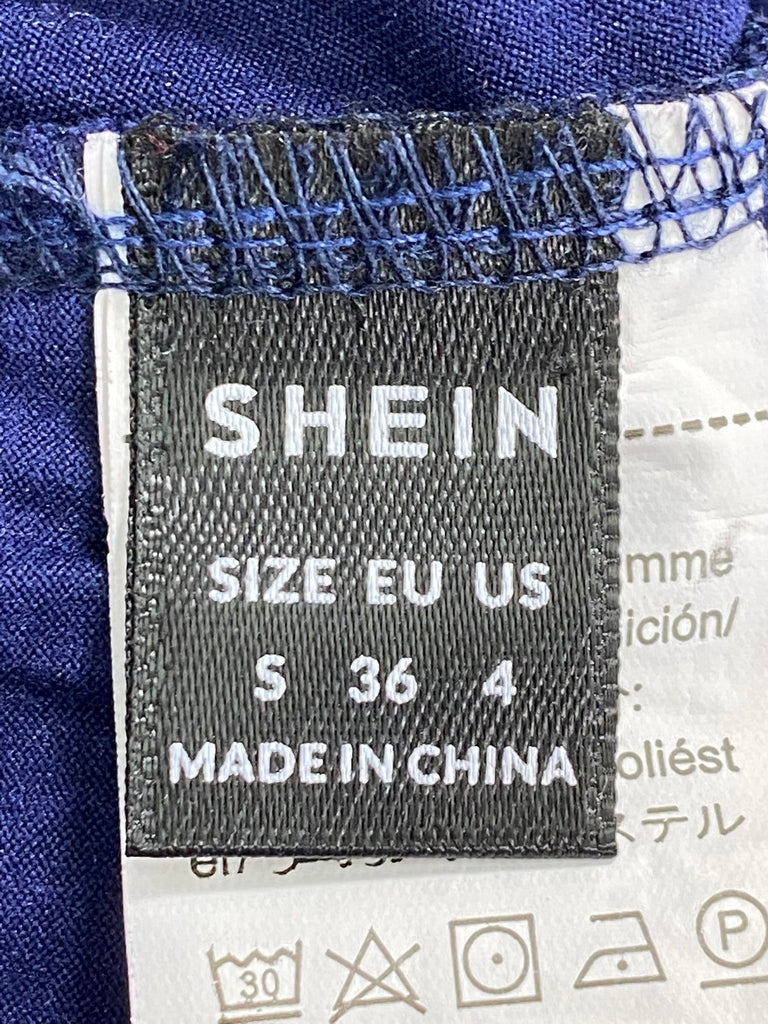 SHEIN
SIZE EU US
S 36 4
MADE IN CHINA
mme
ición/
:
oliést
ステル
30
P